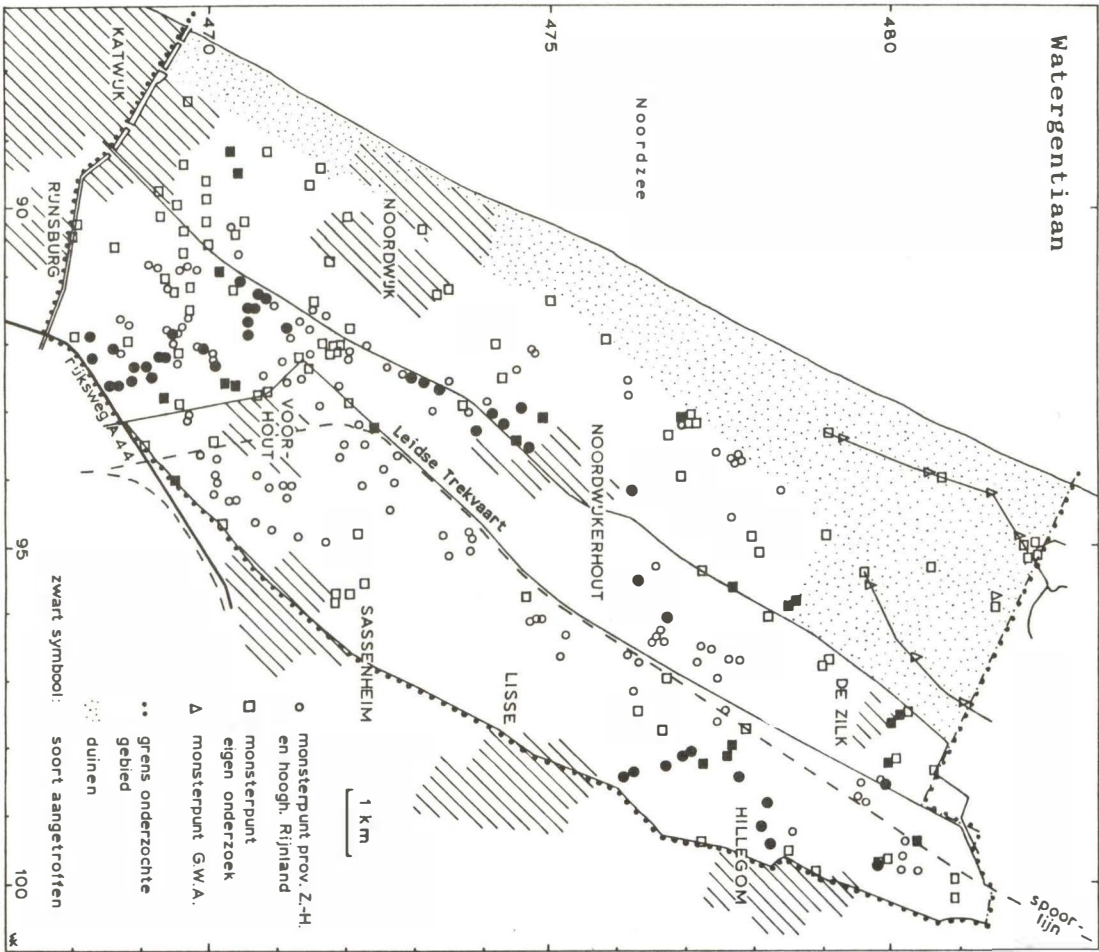 Watergentiaan
Noordzee
KATWIJK
RIJNSBURG
NOORDWIJK
VOOR-
HOUT
Rijksweg A 44
Leidse Trekvaart
NOORDWIJKERHOUT
SASSENHEIM
LISSE
DE ZILK
HILLEGOM
spoor-
lijn
470
475
480
90
95
100
1 km
monsterpunt prov. Z.-H.
en hoogh. Rijnland
monsterpunt
eigen onderzoek
monsterpunt G.W.A.
grens onderzochte
gebied
duinen
zwart symbool: soort aangetroffen